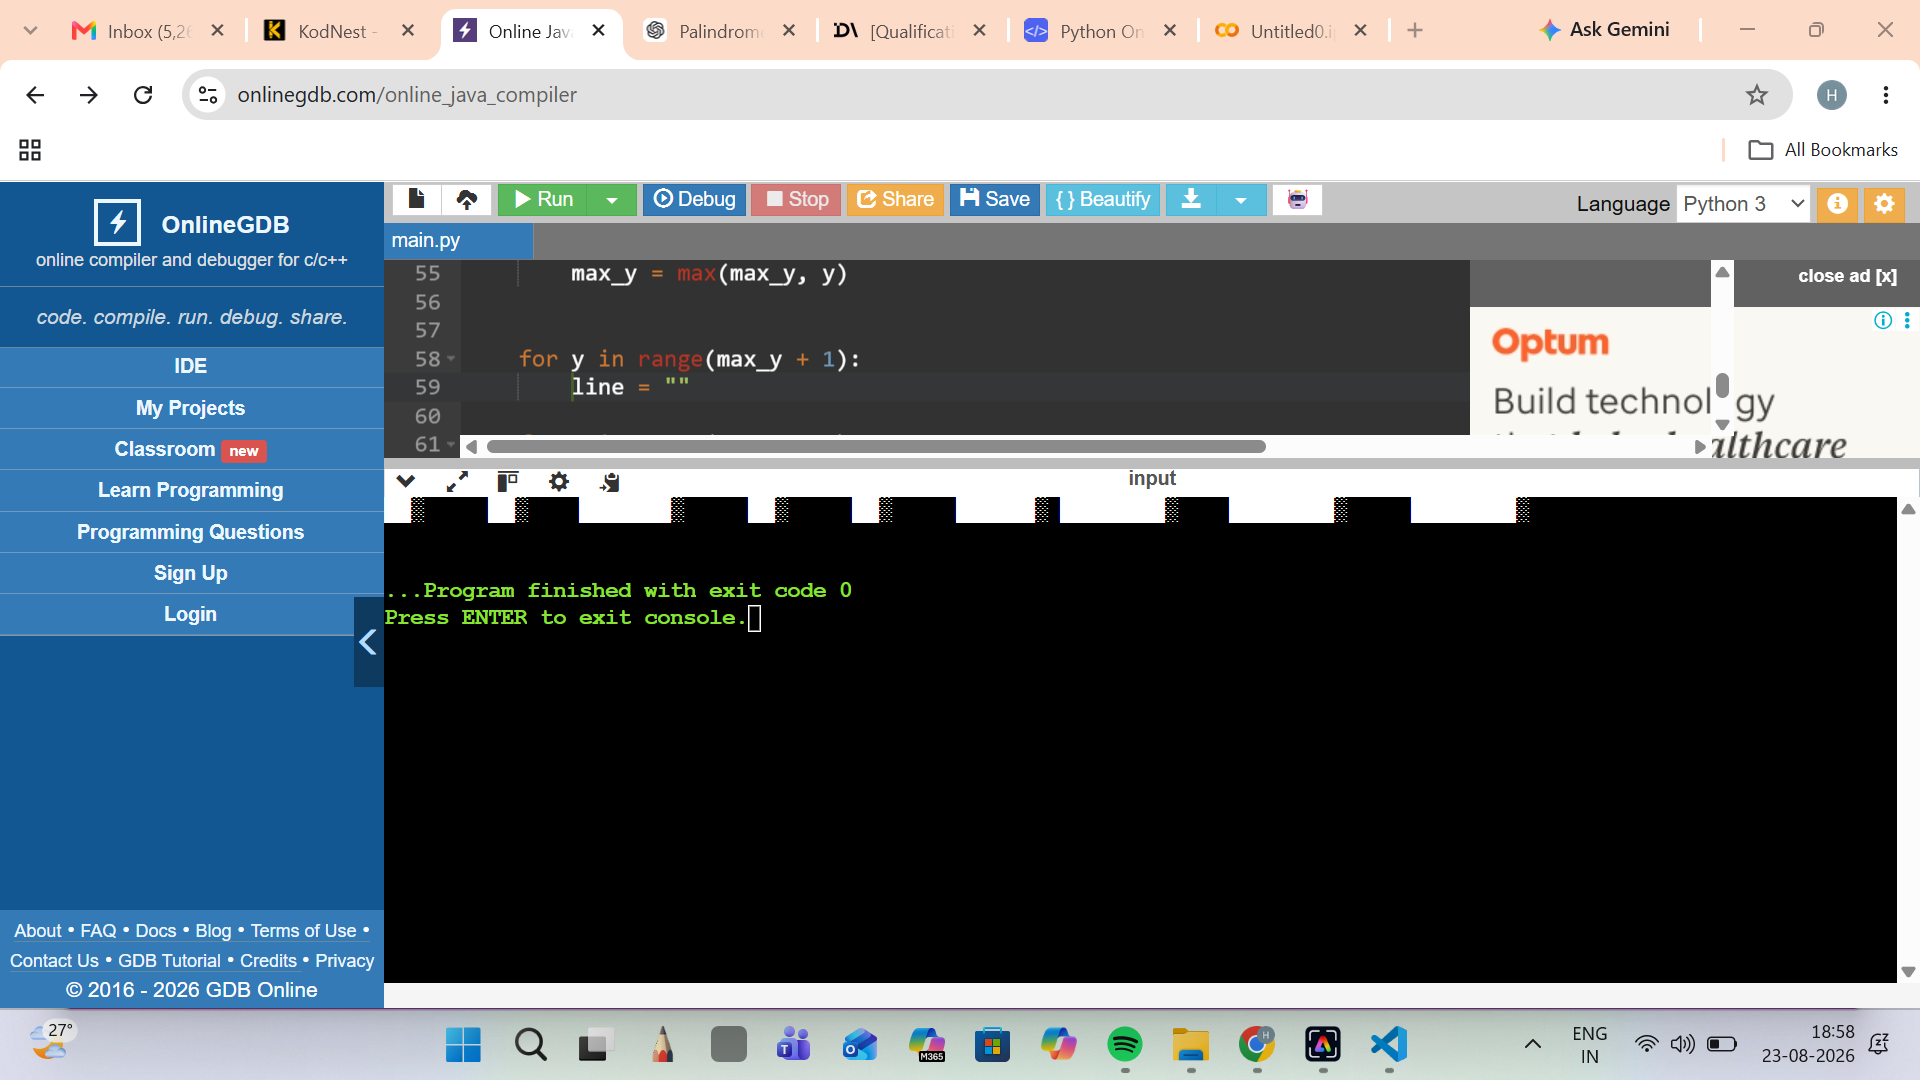 Inbox (5,26
KodNest -
Online Jav
Palindrom
[Qualificati
Python On
Untitled0.i
Ask Gemini
onlinegdb.com/online_java_compiler
H
All Bookmarks
OnlineGDB
online compiler and debugger for c/c++
code. compile. run. debug. share.
IDE
My Projects
Classroom new
Learn Programming
Programming Questions
Sign Up
Login
About • FAQ • Docs • Blog • Terms of Use •
Contact Us • GDB Tutorial • Credits • Privacy
© 2016 - 2026 GDB Online
Run Debug Stop Share Save { } Beautify
Language Python 3
main.py
55 max_y = max(max_y, y)
56
57
58 for y in range(max_y + 1):
59 line = ""
60
61
close ad [x]
Optum
Build technology
althcare
input
...Program finished with exit code 0
Press ENTER to exit console.
27°
M365
ENG
IN
18:58
23-08-2026